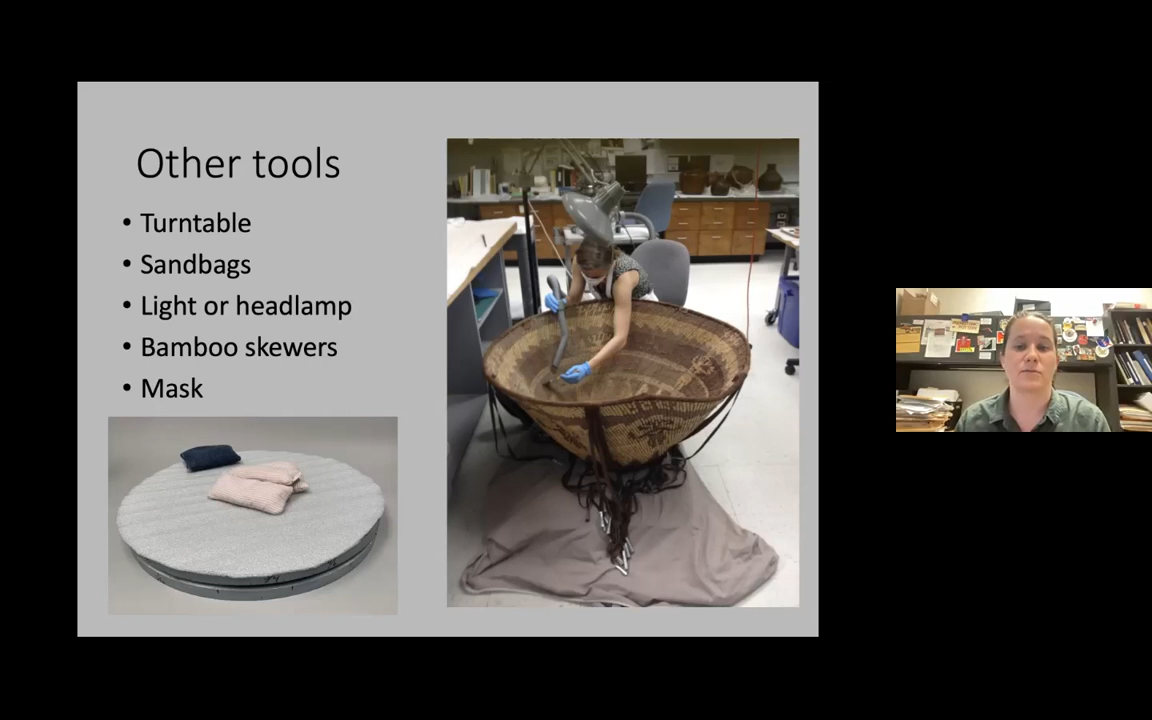 Other tools
• Turntable
• Sandbags
• Light or headlamp
• Bamboo skewers
• Mask